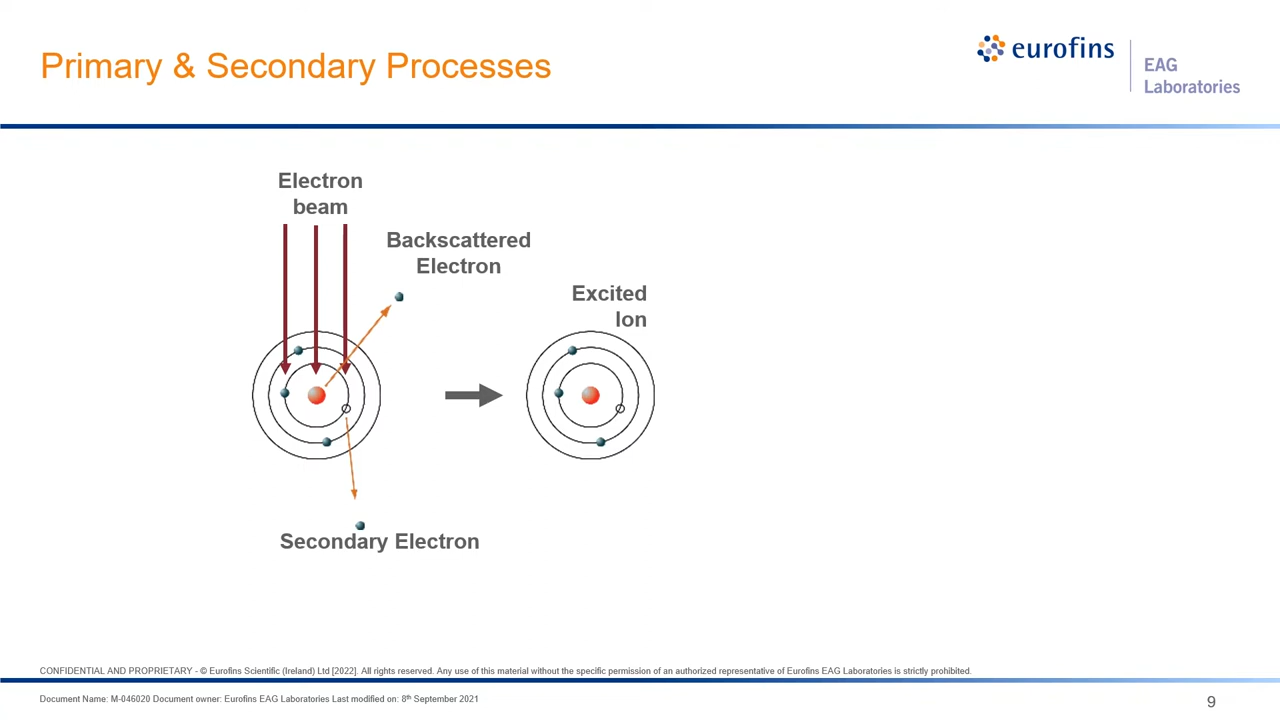 Primary & Secondary Processes
eurofins
EAG
Laboratories
Electron
beam
Backscattered
Electron
Excited
Ion
Secondary Electron
CONFIDENTIAL AND PROPRIETARY - © Eurofins Scientific (Ireland) Ltd [2022]. All rights reserved. Any use of this material without the specific permission of an authorized representative of Eurofins EAG Laboratories is strictly prohibited.
Document Name: M-046020 Document owner: Eurofins EAG Laboratories Last modified on: 8th September 2021
9